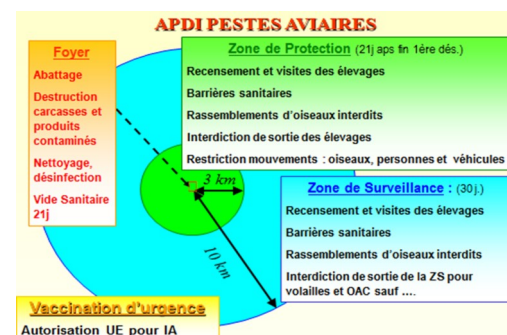 APDI PESTES AVIAIRES
Foyer
Abattage
Destruction
carcasses et
produits
contaminés
Nettoyage,
désinfection
Vide Sanitaire
21j
Zone de Protection (21j aps fin 1ère dés.)
Recensement et visites des élevages
Barrières sanitaires
Rassemblements d'oiseaux interdits
Interdiction de sortie des élevages
Restriction mouvements : oiseaux, personnes et véhicules
3 km
10 km
Zone de Surveillance : (30 j.)
Recensement et visites des élevages
Barrières sanitaires
Rassemblements d'oiseaux interdits
Interdiction de sortie de la ZS pour
volailles et OAC sauf ….
Vaccination d'urgence
Autorisation UE pour IA